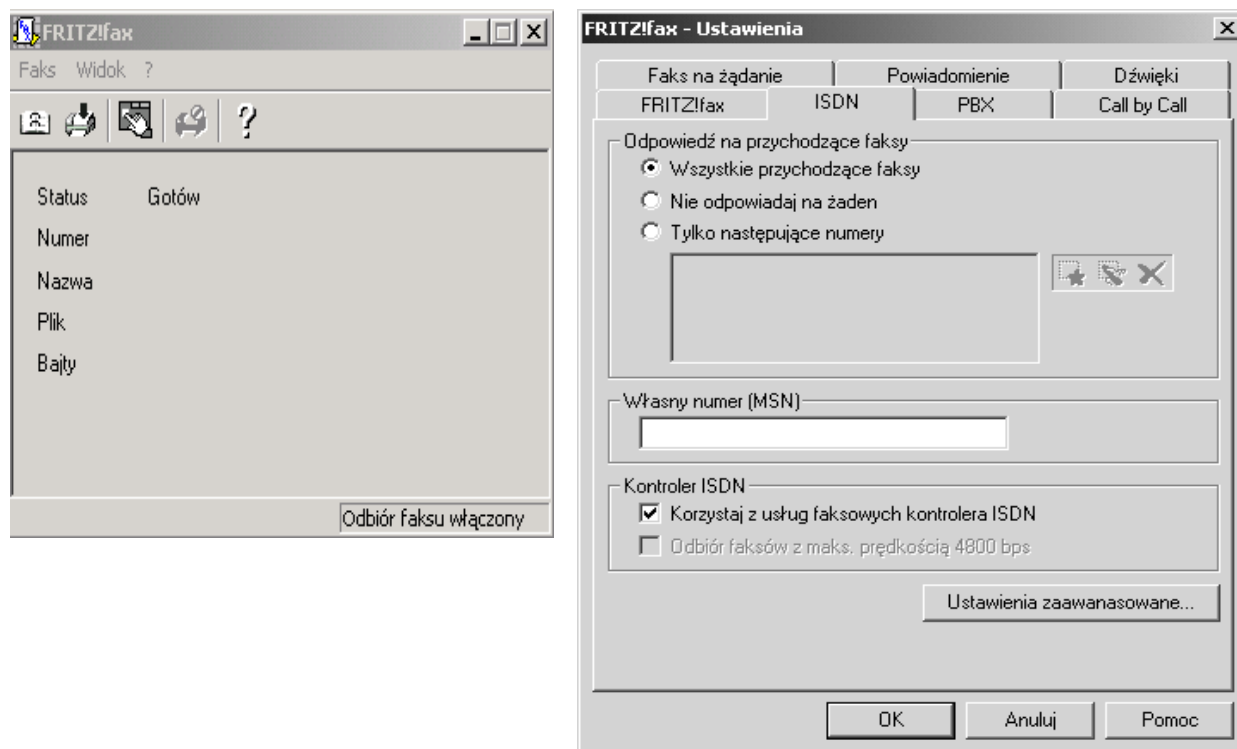 FRITZ!fax
Faks Widok ?
Status Gotów
Numer
Nazwa
Plik
Bajty
Odbiór faksu włączony
FRITZ!fax - Ustawienia
Faks na żądanie Powiadomienie Dźwięki
FRITZ!fax ISDN PBX Call by Call
Odpowiedź na przychodzące faksy
Wszystkie przychodzące faksy
Nie odpowiadaj na żaden
Tylko następujące numery
Własny numer (MSN)
Kontroler ISDN
Korzystaj z usług faksowych kontrolera ISDN
Odbiór faksów z maks. prędkością 4800 bps
Ustawienia zaawanasowane...
OK Anuluj Pomoc